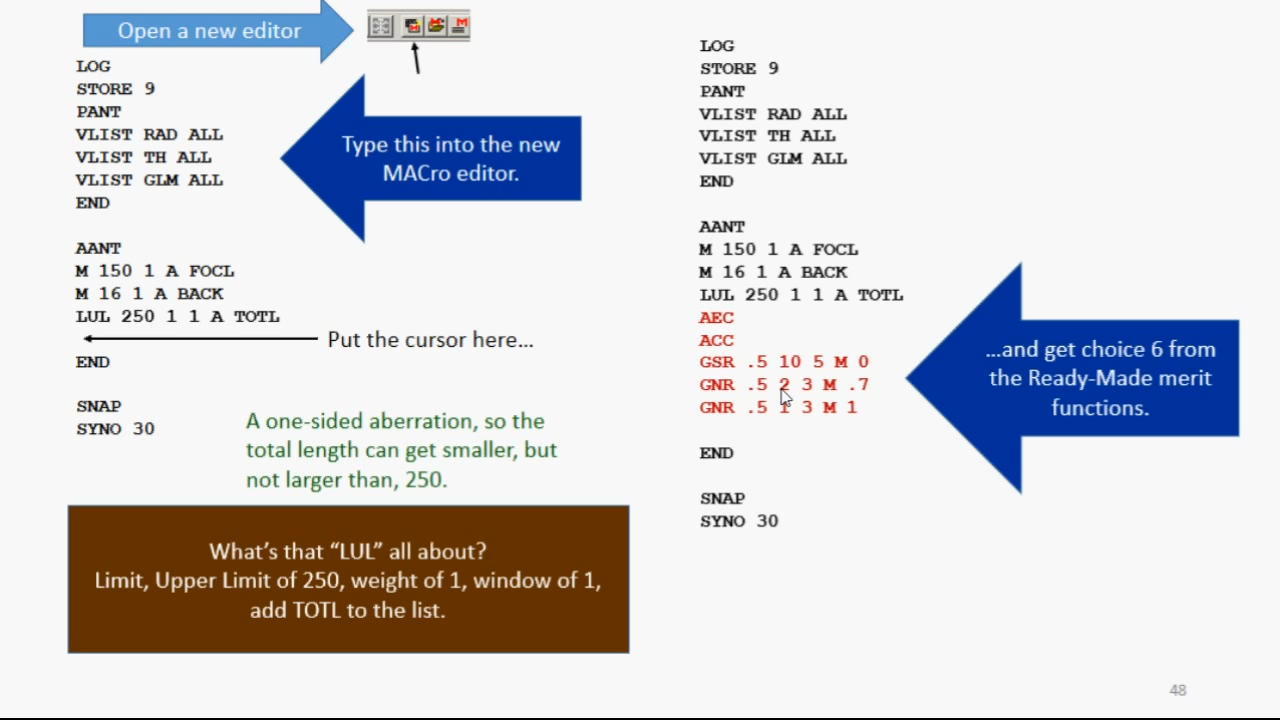 Open a new editor
LOG
STORE 9
PANT
VLIST RAD ALL
VLIST TH ALL
VLIST GLM ALL
END
Type this into the new
MACro editor.
AANT
M 150 1 A FOCL
M 16 1 A BACK
LUL 250 1 1 A TOTL
Put the cursor here...
END
SNAP
SYNO 30
A one-sided aberration, so the
total length can get smaller, but
not larger than, 250.
What's that “LUL” all about?
Limit, Upper Limit of 250, weight of 1, window of 1,
add TOTL to the list.
LOG
STORE 9
PANT
VLIST RAD ALL
VLIST TH ALL
VLIST GLM ALL
END
AANT
M 150 1 A FOCL
M 16 1 A BACK
LUL 250 1 1 A TOTL
AEC
ACC
GSR .5 10 5 M 0
GNR .5 2 3 M .7
GNR .5 1 3 M 1
END
SNAP
SYNO 30
...and get choice 6 from
the Ready-Made merit
functions.
48